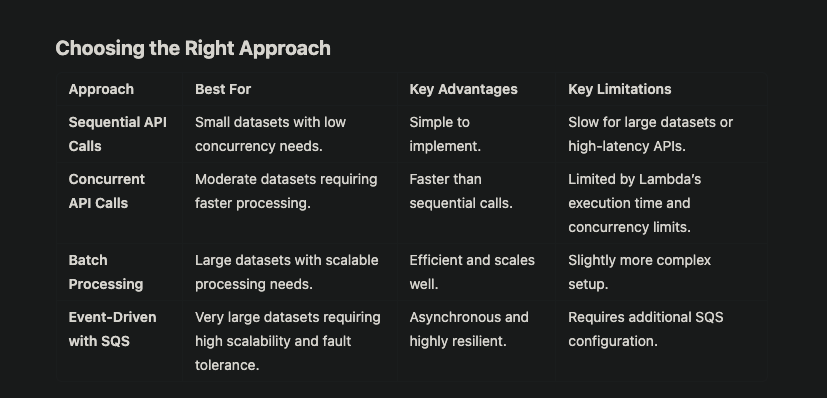 Choosing the Right Approach
Approach Best For Key Advantages Key Limitations
Sequential API Small datasets with low Simple to Slow for large datasets or
Calls concurrency needs. implement. high-latency APIs.
Concurrent Moderate datasets requiring Faster than Limited by Lambda’s
API Calls faster processing. sequential calls. execution time and
concurrency limits.
Batch Large datasets with scalable Efficient and scales Slightly more complex
Processing processing needs. well. setup.
Event-Driven Very large datasets requiring Asynchronous and Requires additional SQS
with SQS high scalability and fault highly resilient. configuration.
tolerance.